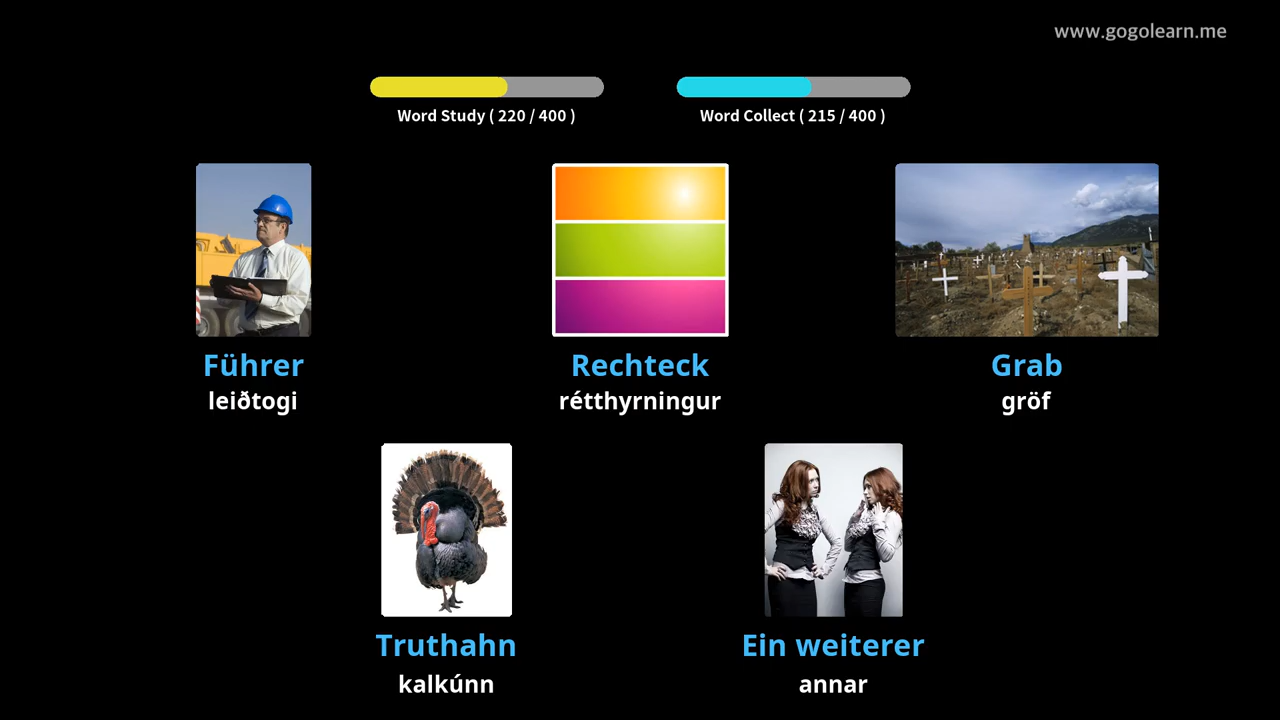 www.gogolearn.me
Word Study ( 220 / 400 )
Word Collect ( 215 / 400 )
Führer
Rechteck
Grab
leiðtogi
rétthyrningur
gröf
Truthahn
Ein weiterer
kalkúnn
annar